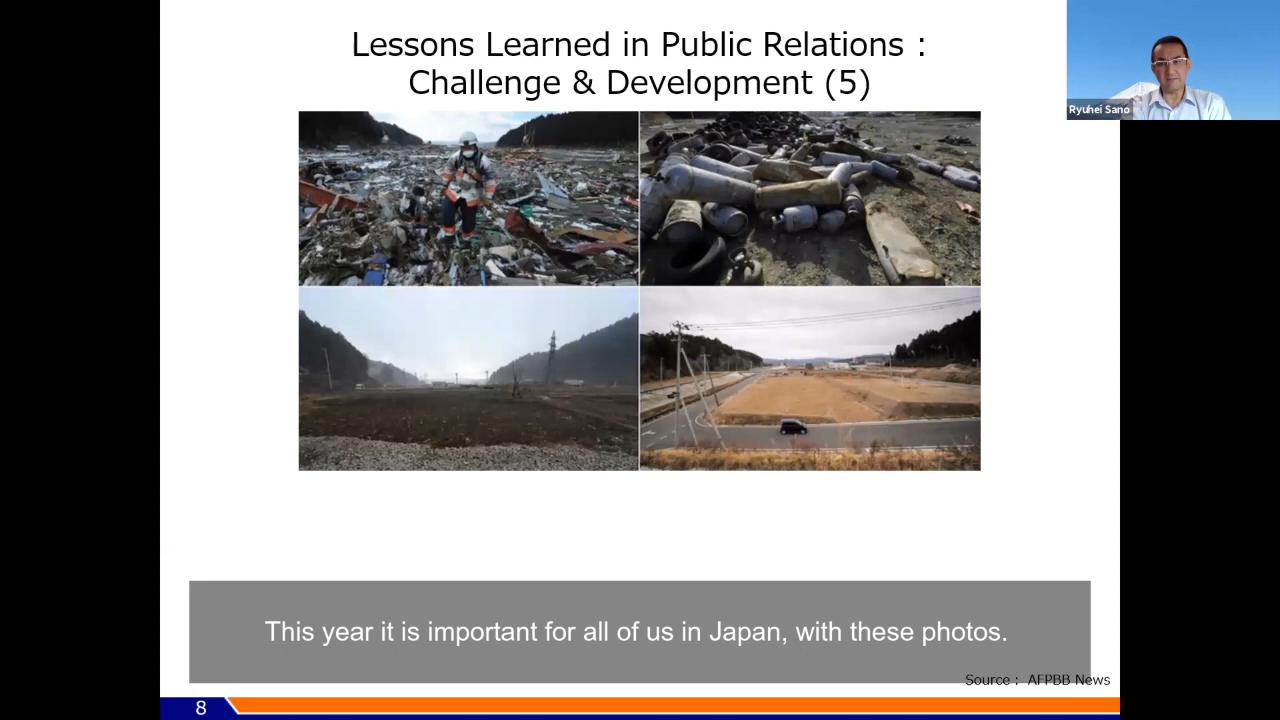 Lessons Learned in Public Relations :
Challenge & Development (5)
Ryuhei Sano
This year it is important for all of us in Japan, with these photos.
Source : AFPBB News
8